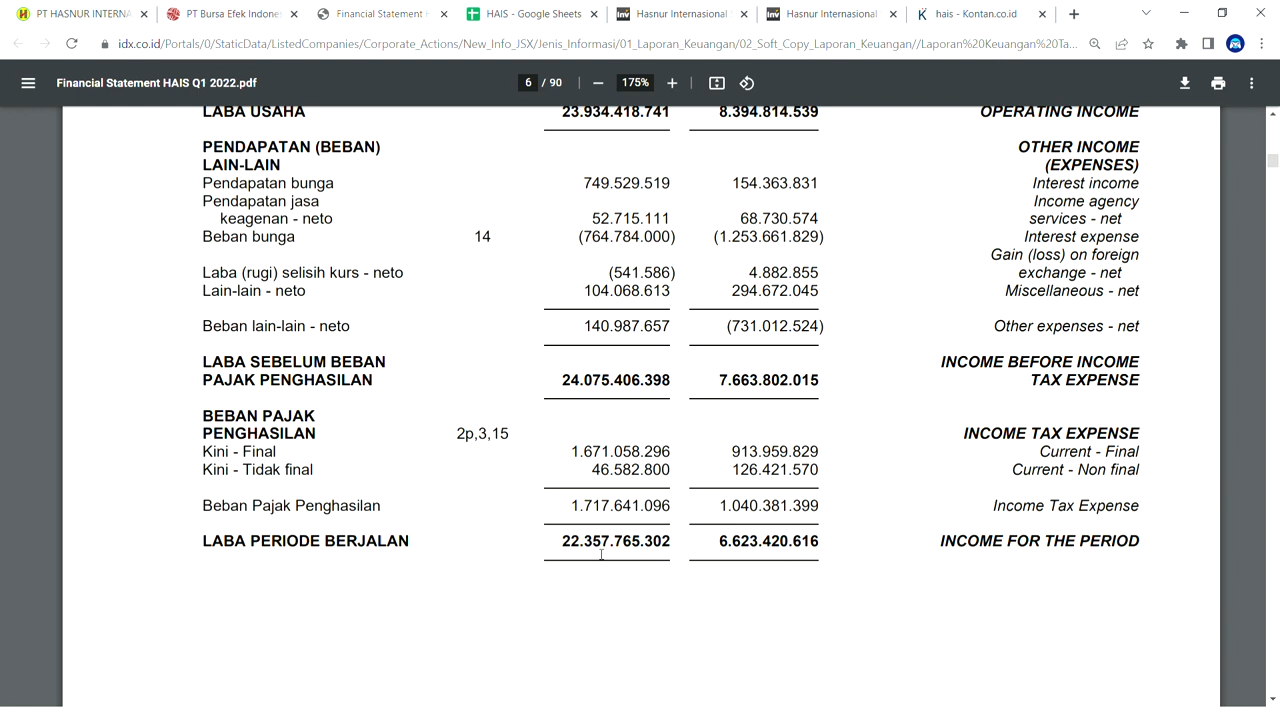 PT HASNUR INTERNA
PT Bursa Efek Indones
Financial Statement H
HAIS - Google Sheets
Hasnur Internasional
Hasnur Internasional
hais - Kontan.co.id
idx.co.id/Portals/0/StaticData/ListedCompanies/Corporate_Actions/New_Info_JSX/Jenis_Informasi/01_Laporan_Keuangan/02_Soft_Copy_Laporan_Keuangan//Laporan%20Keuangan%20Ta...
Financial Statement HAIS Q1 2022.pdf
6 / 90
175%
LABA USAHA 23.934.418.741 8.394.814.539 OPERATING INCOME
PENDAPATAN (BEBAN) OTHER INCOME
LAIN-LAIN (EXPENSES)
Pendapatan bunga 749.529.519 154.363.831 Interest income
Pendapatan jasa Income agency
keagenan - neto 52.715.111 68.730.574 services - net
Beban bunga 14 (764.784.000) (1.253.661.829) Interest expense
Gain (loss) on foreign
Laba (rugi) selisih kurs - neto (541.586) 4.882.855 exchange - net
Lain-lain - neto 104.068.613 294.672.045 Miscellaneous - net
Beban lain-lain - neto 140.987.657 (731.012.524) Other expenses - net
LABA SEBELUM BEBAN INCOME BEFORE INCOME
PAJAK PENGHASILAN 24.075.406.398 7.663.802.015 TAX EXPENSE
BEBAN PAJAK
PENGHASILAN 2p,3,15 INCOME TAX EXPENSE
Kini - Final 1.671.058.296 913.959.829 Current - Final
Kini - Tidak final 46.582.800 126.421.570 Current - Non final
Beban Pajak Penghasilan 1.717.641.096 1.040.381.399 Income Tax Expense
LABA PERIODE BERJALAN 22.357.765.302 6.623.420.616 INCOME FOR THE PERIOD